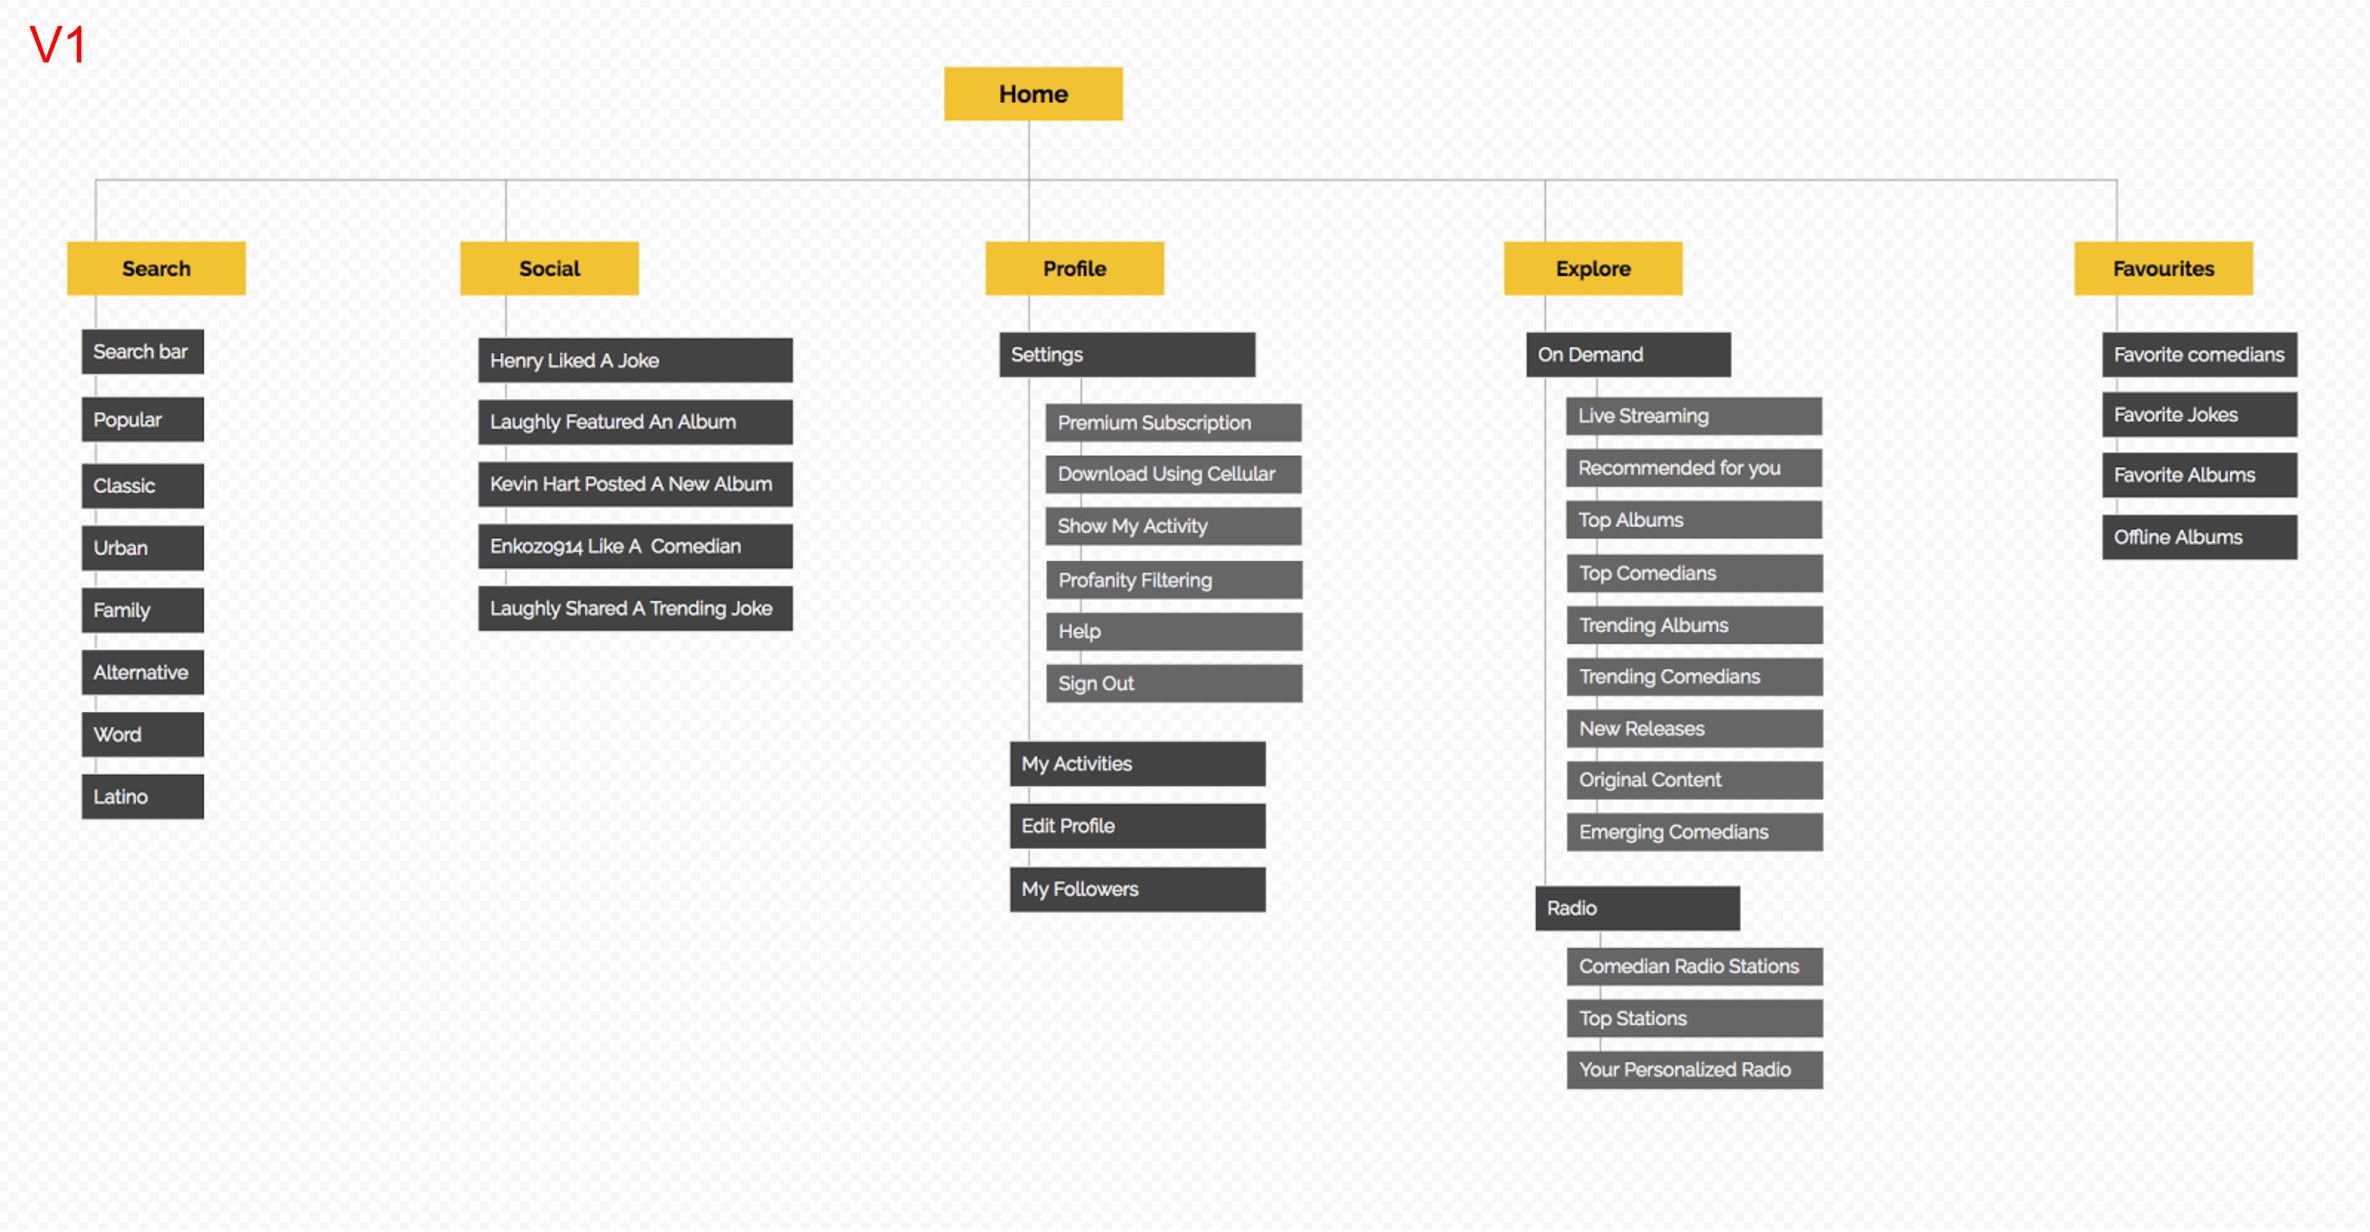 V1
Home
Search
Search bar
Popular
Classic
Urban
Family
Alternative
Word
Latino
Social
Henry Liked A Joke
Laughly Featured An Album
Kevin Hart Posted A New Album
Enkozo914 Like A  Comedian
Laughly Shared A Trending Joke
Profile
Settings
Premium Subscription
Download Using Cellular
Show My Activity
Profanity Filtering
Help
Sign Out
My Activities
Edit Profile
My Followers
Explore
On Demand
Live Streaming
Recommended for you
Top Albums
Top Comedians
Trending Albums
Trending Comedians
New Releases
Original Content
Emerging Comedians
Radio
Comedian Radio Stations
Top Stations
Your Personalized Radio
Favourites
Favorite comedians
Favorite Jokes
Favorite Albums
Offline Albums